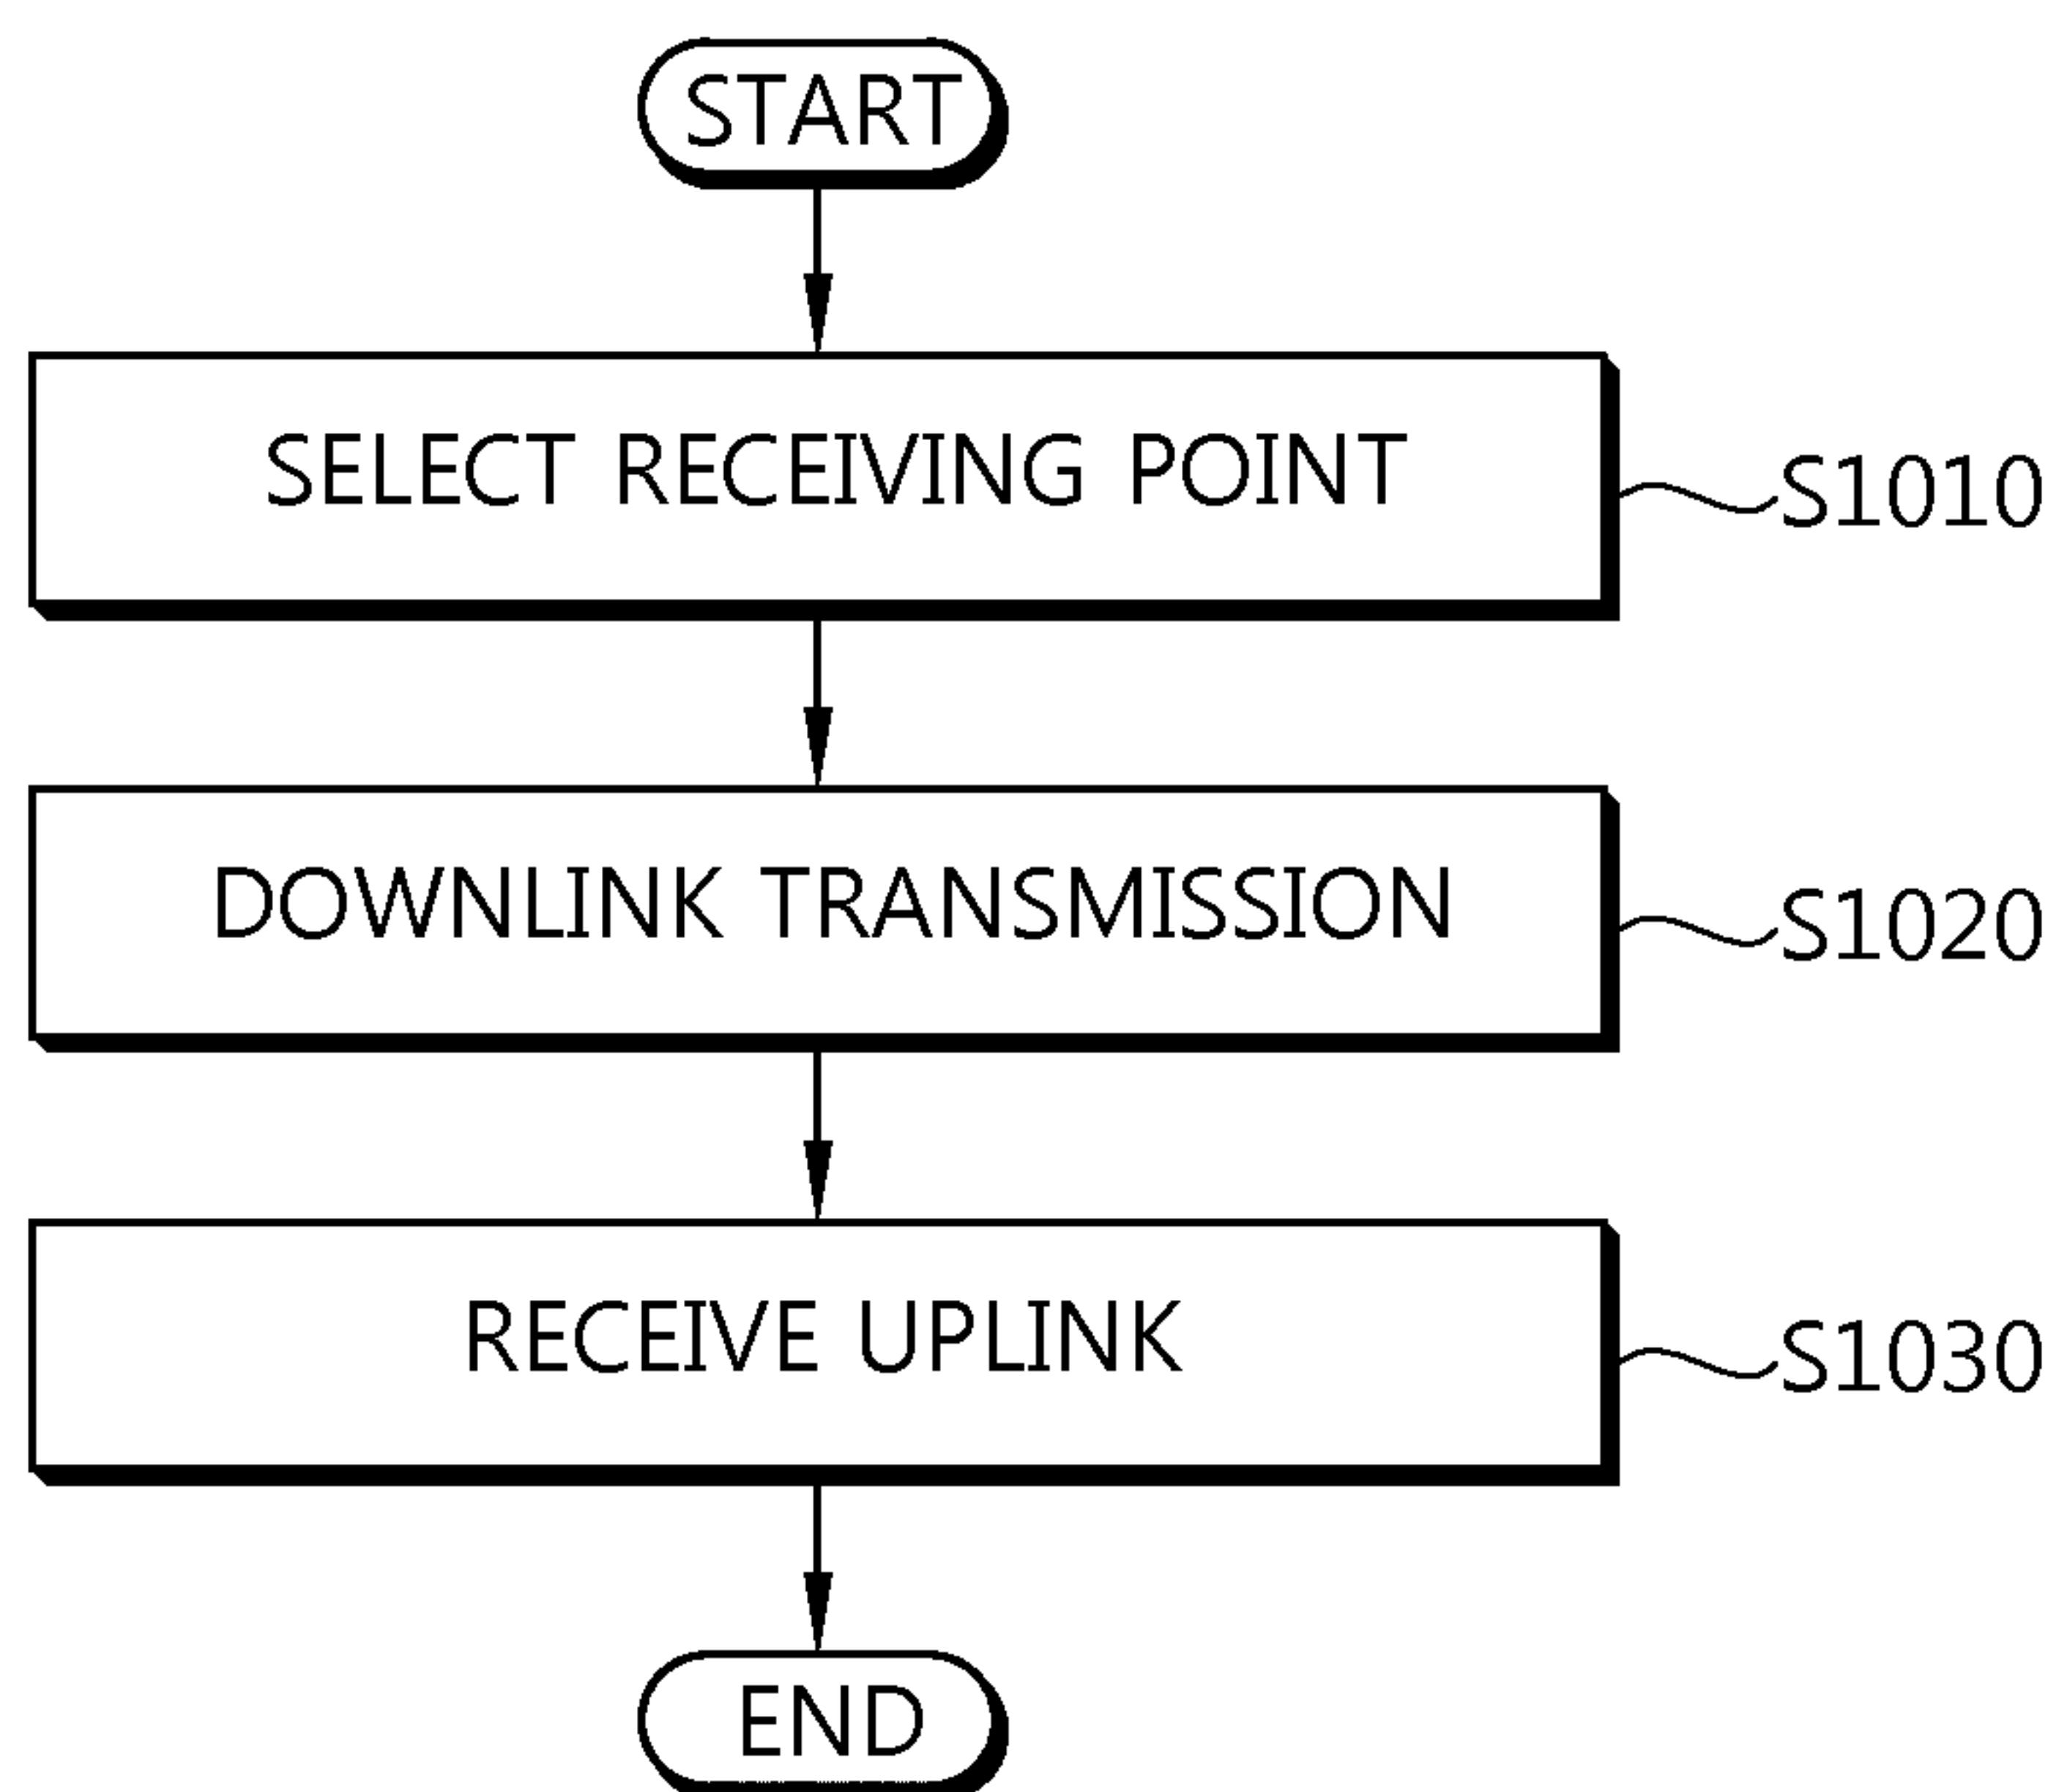 START
SELECT RECEIVING POINT
S1010
DOWNLINK TRANSMISSION
S1020
RECEIVE UPLINK
S1030
END